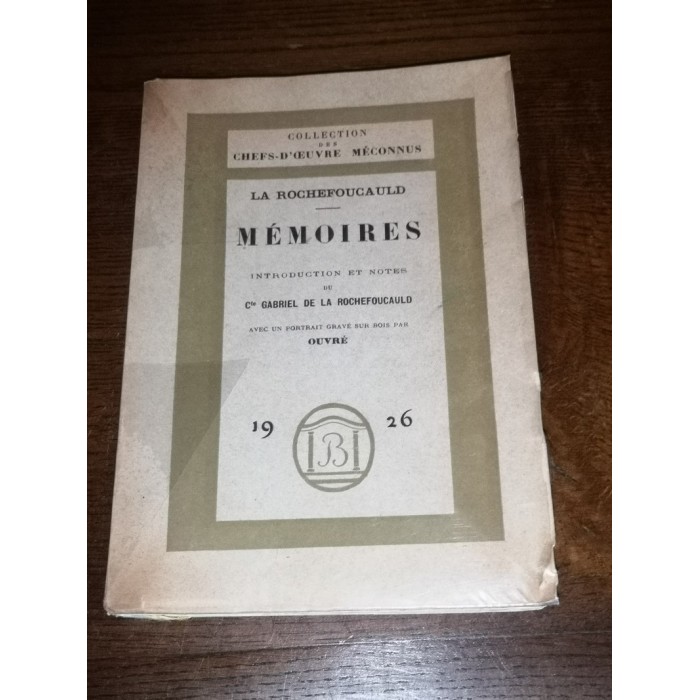 COLLECTION
DES
CHEFS-D'ŒUVRE MÉCONNUS
LA ROCHEFOUCAULD
MÉMOIRES
INTRODUCTION ET NOTES
DU
Cte GABRIEL DE LA ROCHEFOUCAULD
AVEC UN PORTRAIT GRAVÉ SUR BOIS PAR
OUVRÉ
19 26
B